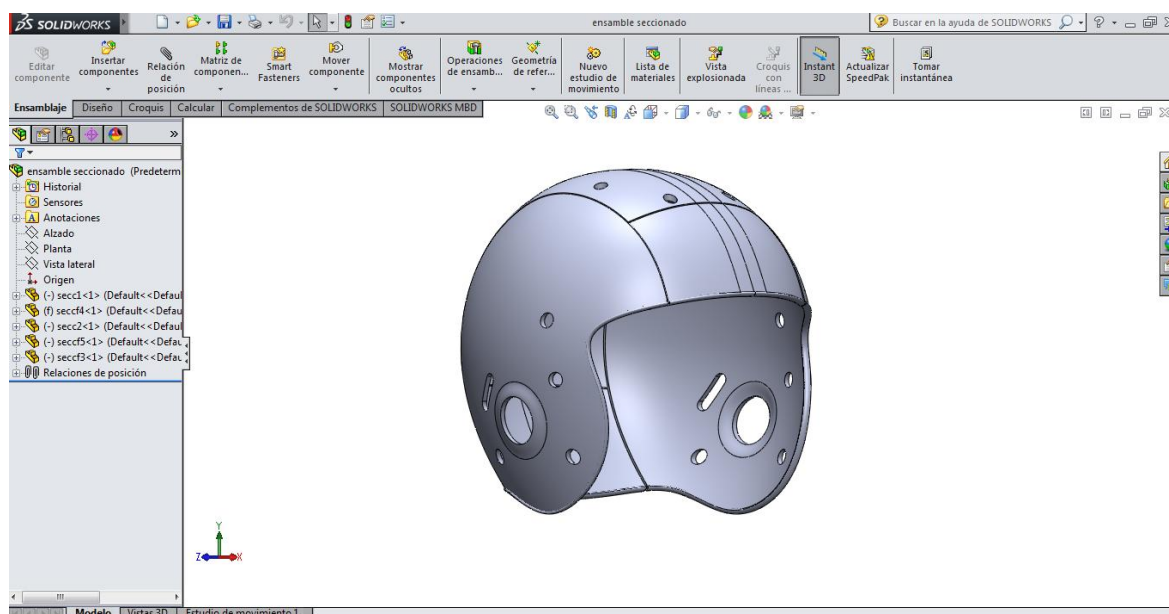 SOLIDWORKS
ensamble seccionado
Buscar en la ayuda de SOLIDWORKS
Editar componente
Insertar componentes
Relación de posición
Matriz de componen...
Smart Fasteners
Mover componente
Mostrar componentes ocultos
Operaciones de ensamb...
Geometría de refer...
Nuevo estudio de movimiento
Lista de materiales
Vista explosionada
Croquis con líneas ...
Instant 3D
Actualizar SpeedPak
Tomar instantánea
Ensamblaje Diseño Croquis Calcular Complementos de SOLIDWORKS SOLIDWORKS MBD
ensamble seccionado (Predeterm
Historial
Sensores
Anotaciones
Alzado
Planta
Vista lateral
Origen
(-) secc1<1> (Default<<Defaul
(f) seccf4<1> (Default<<Defau
(-) secc2<1> (Default<<Defaul
(-) seccf5<1> (Default<<Defau
(-) seccf3<1> (Default<<Defau
Relaciones de posición
Y
Z X
Modelo Vistas 3D Estudio de movimiento 1